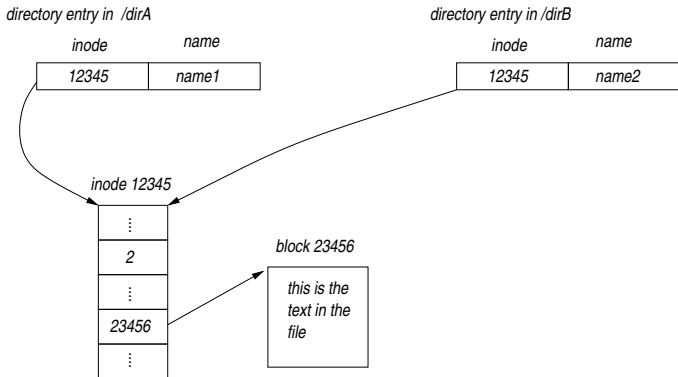 directory entry in /dirA
directory entry in /dirB
inode name
inode name
12345 name1
12345 name2
inode 12345
....
2
block 23456
....
this is the
text in the
file
23456
....